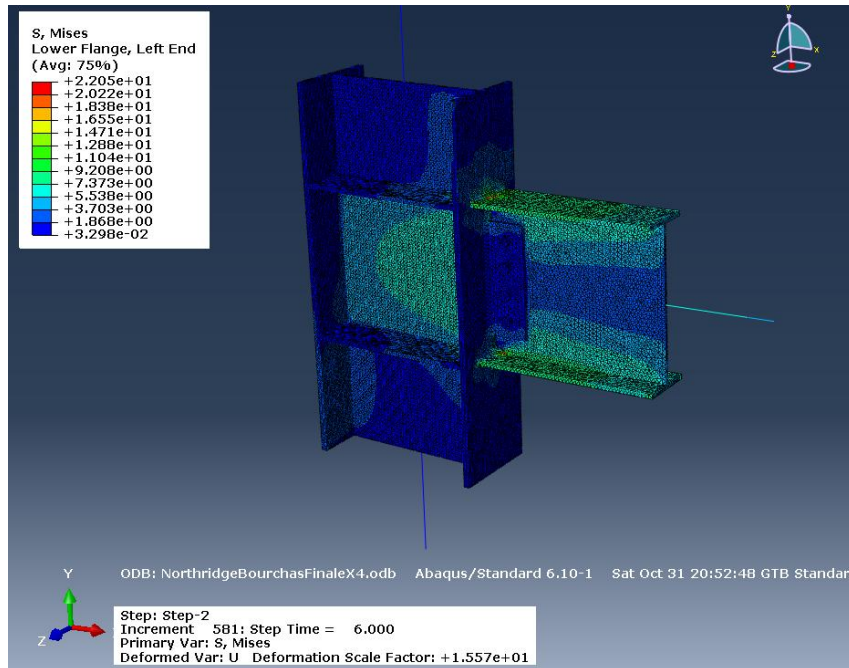 S, Mises
Lower Flange, Left End
(Avg: 75%)
+2.205e+01
+2.022e+01
+1.838e+01
+1.655e+01
+1.471e+01
+1.288e+01
+1.104e+01
+9.208e+00
+7.373e+00
+5.538e+00
+3.703e+00
+1.868e+00
+3.298e-02
Y
Z
X
ODB: NorthridgeBourchasFinaleX4.odb Abaqus/Standard 6.10-1 Sat Oct 31 20:52:48 GTB Standar
Y
Z
Step: Step-2
Increment 581: Step Time = 6.000
Primary Var: S, Mises
Deformed Var: U Deformation Scale Factor: +1.557e+01